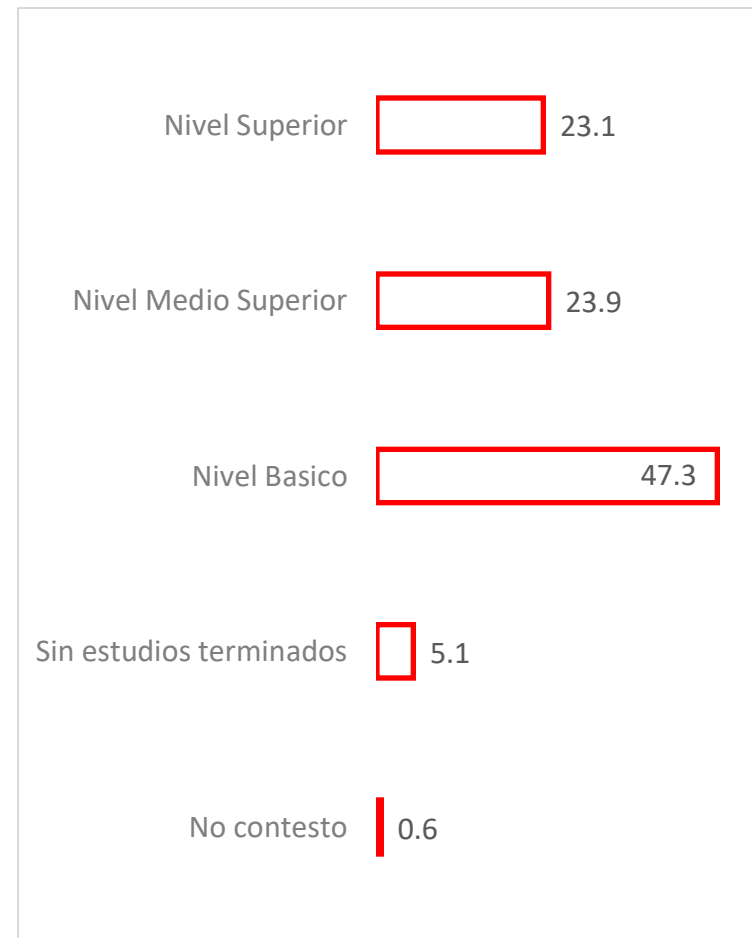 Nivel Superior 23.1
Nivel Medio Superior 23.9
Nivel Basico 47.3
Sin estudios terminados 5.1
No contesto 0.6